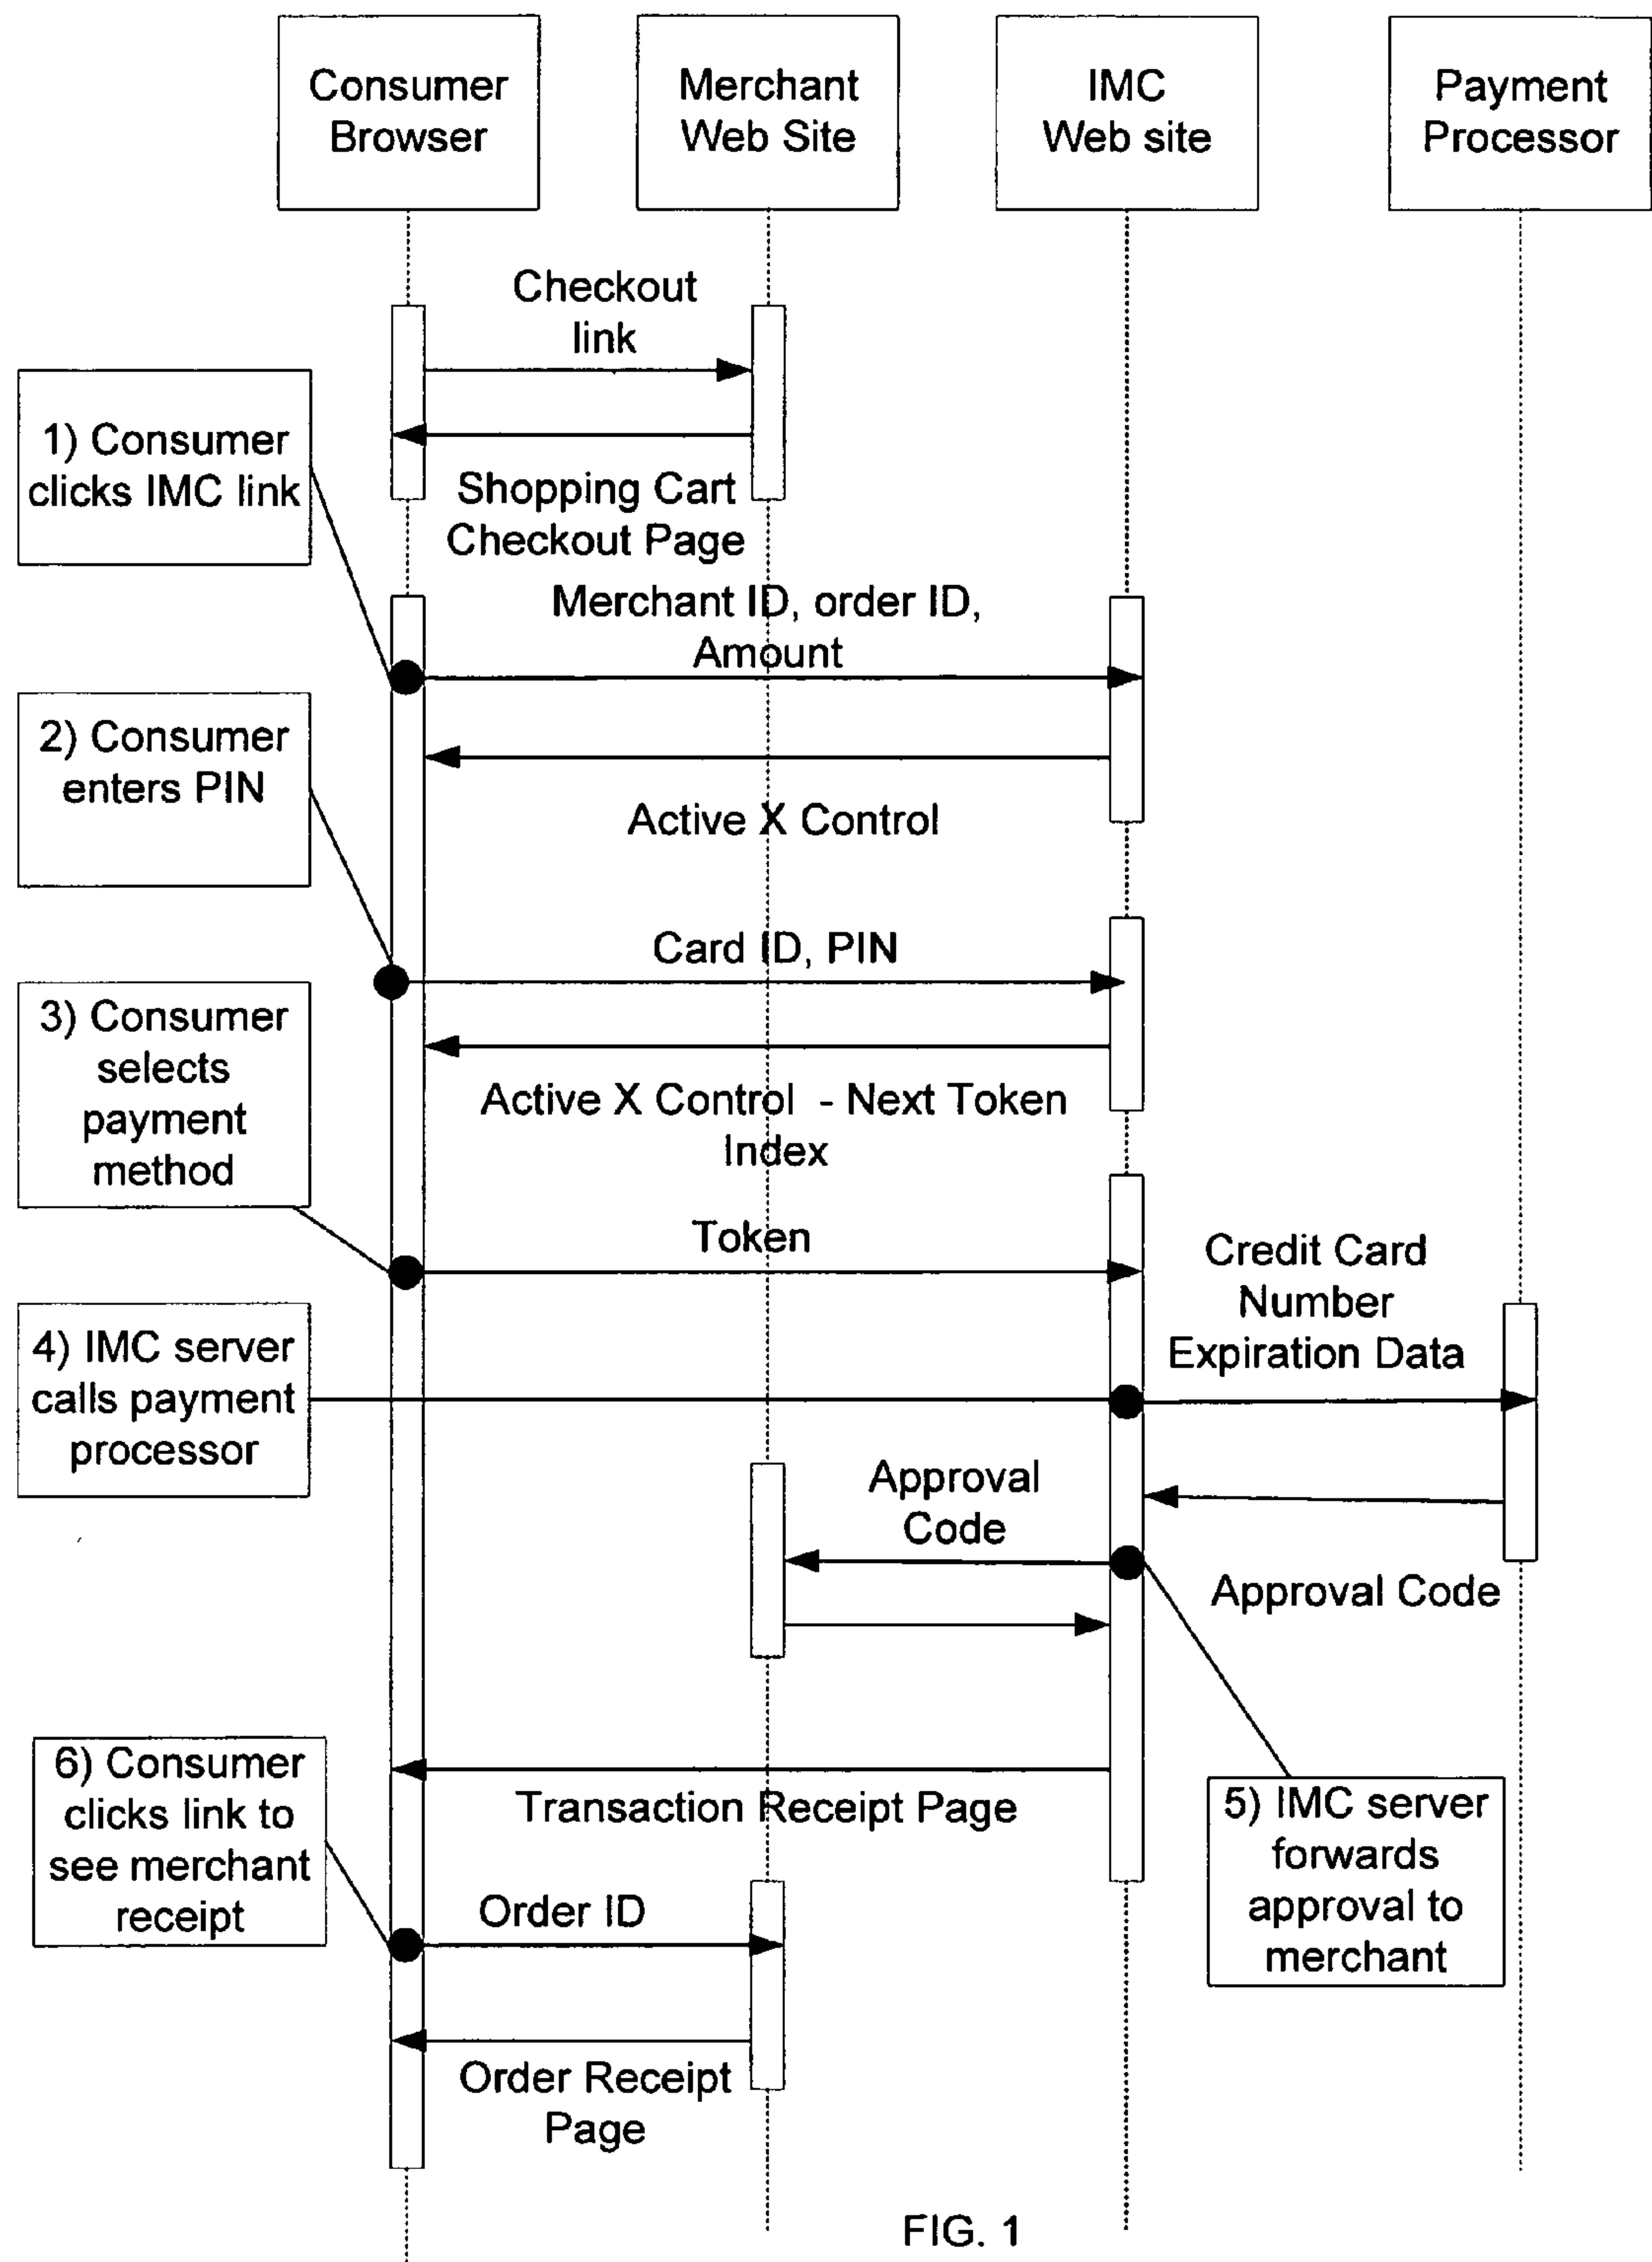 Consumer
Browser
Merchant
Web Site
IMC
Web site
Payment
Processor
Checkout
link
1) Consumer
clicks IMC link
Shopping Cart
Checkout Page
Merchant ID, order ID,
Amount
2) Consumer
enters PIN
Active X Control
Card ID, PIN
3) Consumer
selects
payment
method
Active X Control - Next Token
Index
Token
Credit Card
Number
Expiration Data
4) IMC server
calls payment
processor
Approval
Code
Approval Code
6) Consumer
clicks link to
see merchant
receipt
Transaction Receipt Page
5) IMC server
forwards
approval to
merchant
Order ID
Order Receipt
Page
FIG. 1